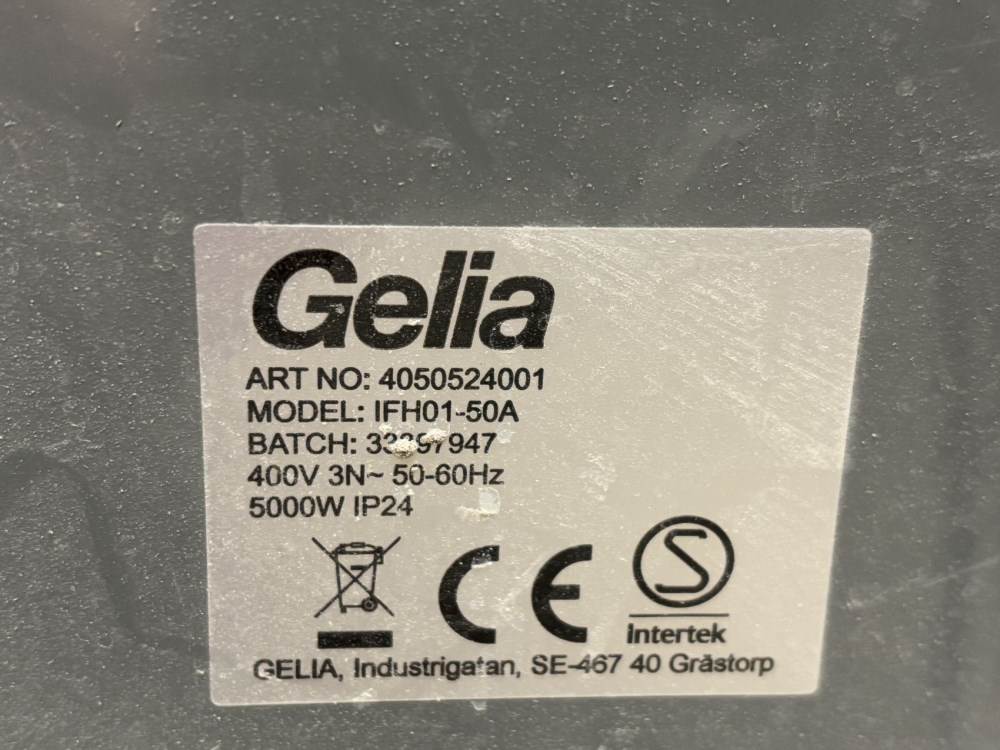 Gelia
ART NO: 4050524001
MODEL: IFH01-50A
BATCH:
400V 3N~ 50-60Hz
5000W IP24
S
Intertek
GELIA, Industrigatan, SE-467 40 Grästorp